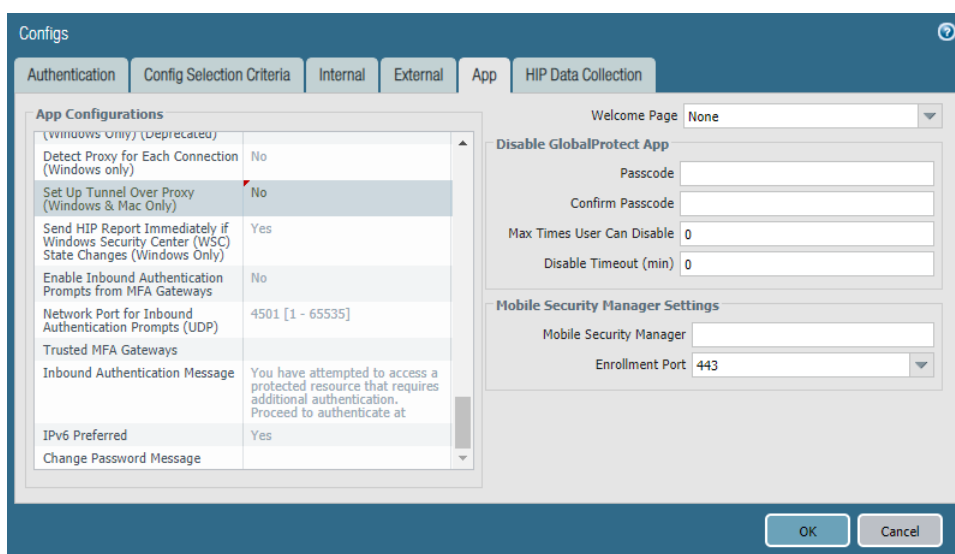 Configs
Authentication
Config Selection Criteria
Internal
External
App
HIP Data Collection
App Configurations
(Windows Only) (Deprecated)
Detect Proxy for Each Connection
(Windows only)
No
Set Up Tunnel Over Proxy
(Windows & Mac Only)
No
Send HIP Report Immediately if
Windows Security Center (WSC)
State Changes (Windows Only)
Yes
Enable Inbound Authentication
Prompts from MFA Gateways
No
Network Port for Inbound
Authentication Prompts (UDP)
4501 [1 - 65535]
Trusted MFA Gateways
Inbound Authentication Message
You have attempted to access a
protected resource that requires
additional authentication.
Proceed to authenticate at
IPv6 Preferred
Yes
Change Password Message
Welcome Page None
Disable GlobalProtect App
Passcode
Confirm Passcode
Max Times User Can Disable 0
Disable Timeout (min) 0
Mobile Security Manager Settings
Mobile Security Manager
Enrollment Port 443
OK
Cancel